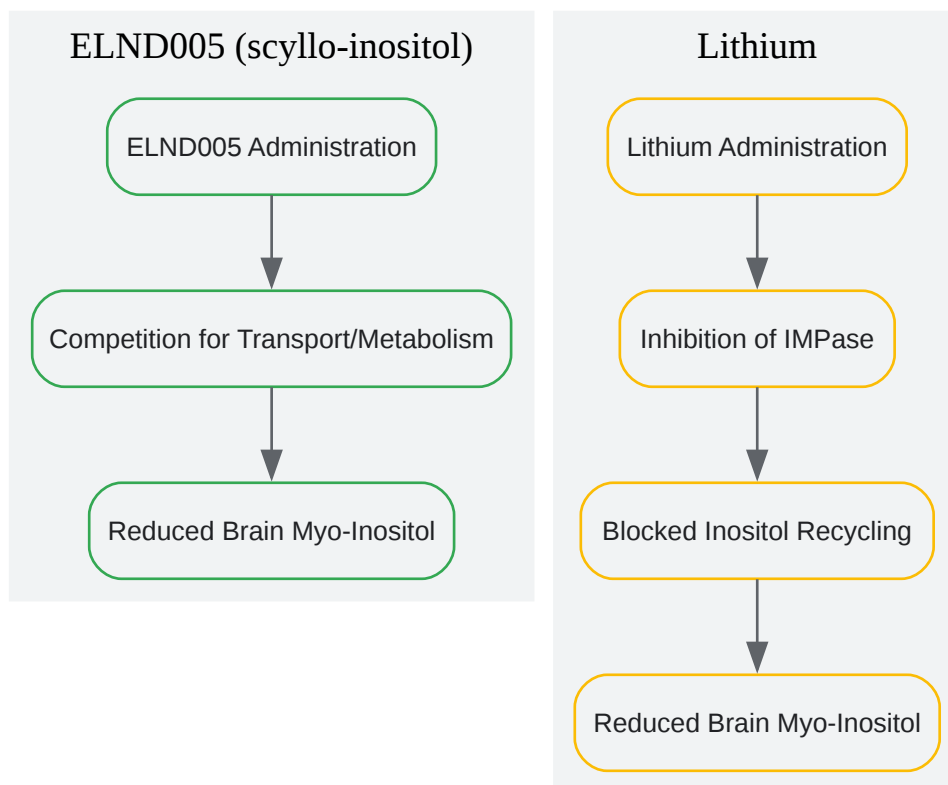 ELND005 (scyllo-inositol)
ELND005 Administration
Competition for Transport/Metabolism
Reduced Brain Myo-Inositol
Lithium
Lithium Administration
Inhibition of IMPase
Blocked Inositol Recycling
Reduced Brain Myo-Inositol